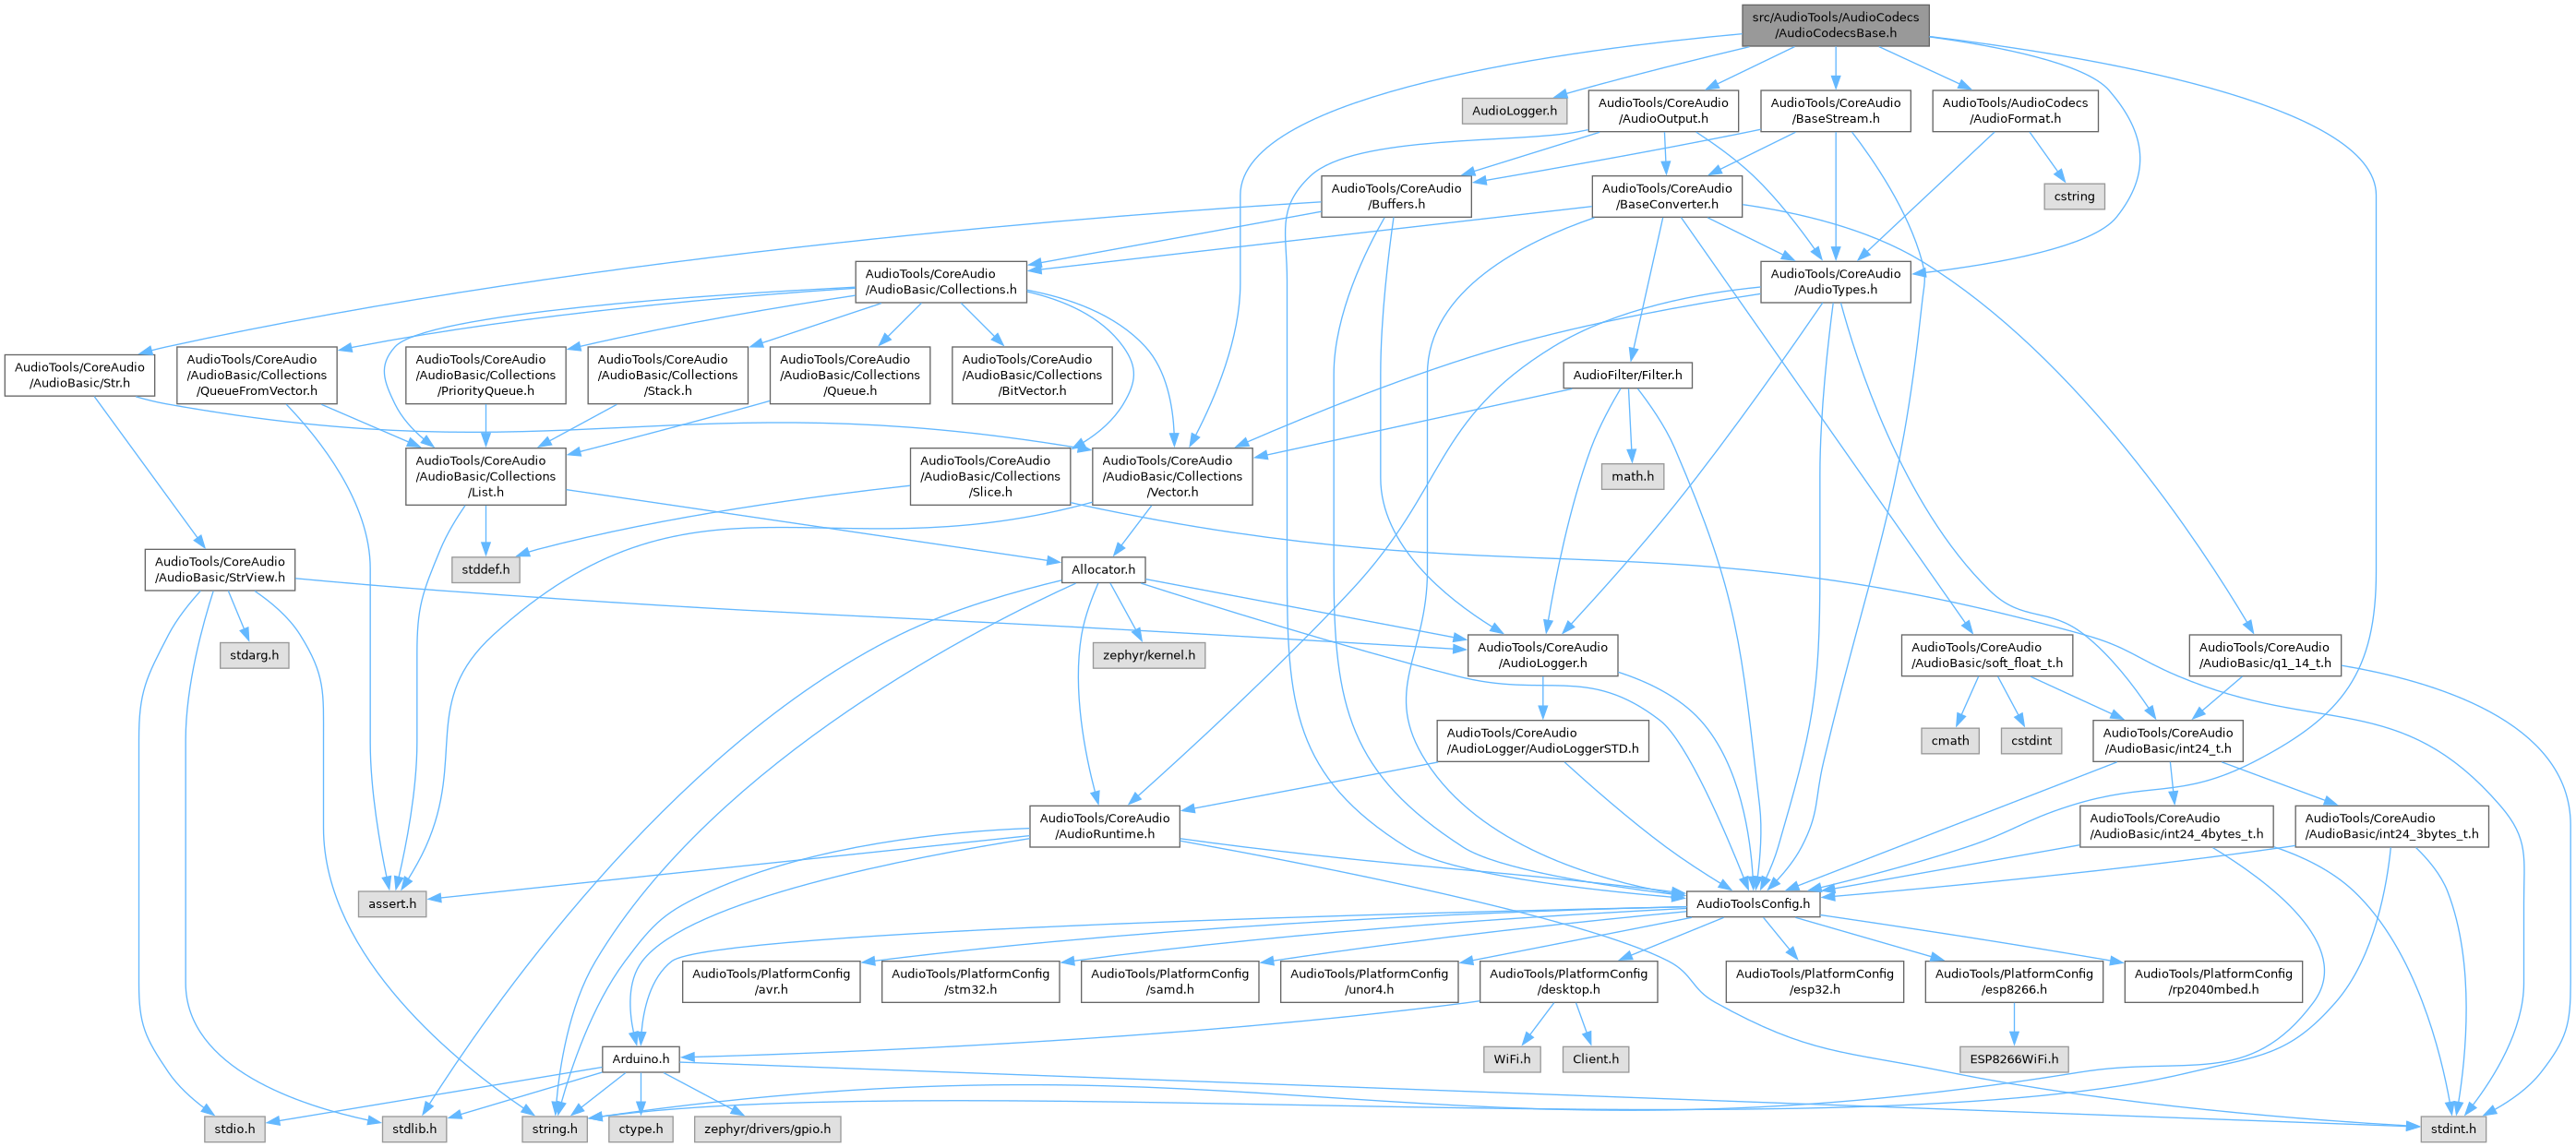 src/AudioTools/AudioCodecs
/AudioCodecsBase.h
AudioLogger.h
AudioTools/CoreAudio
/AudioOutput.h
AudioTools/CoreAudio
/BaseStream.h
AudioTools/AudioCodecs
/AudioFormat.h
AudioTools/CoreAudio
/Buffers.h
AudioTools/CoreAudio
/BaseConverter.h
cstring
AudioTools/CoreAudio
/AudioBasic/Collections.h
AudioTools/CoreAudio
/AudioTypes.h
AudioTools/CoreAudio
/AudioBasic/Str.h
AudioTools/CoreAudio
/AudioBasic/Collections
/QueueFromVector.h
AudioTools/CoreAudio
/AudioBasic/Collections
/PriorityQueue.h
AudioTools/CoreAudio
/AudioBasic/Collections
/Stack.h
AudioTools/CoreAudio
/AudioBasic/Collections
/Queue.h
AudioTools/CoreAudio
/AudioBasic/Collections
/BitVector.h
AudioFilter/Filter.h
AudioTools/CoreAudio
/AudioBasic/Collections
/List.h
AudioTools/CoreAudio
/AudioBasic/Collections
/Slice.h
AudioTools/CoreAudio
/AudioBasic/Collections
/Vector.h
math.h
AudioTools/CoreAudio
/AudioBasic/StrView.h
stddef.h
Allocator.h
stdarg.h
zephyr/kernel.h
AudioTools/CoreAudio
/AudioLogger.h
AudioTools/CoreAudio
/AudioBasic/soft_float_t.h
AudioTools/CoreAudio
/AudioBasic/q1_14_t.h
AudioTools/CoreAudio
/AudioLogger/AudioLoggerSTD.h
cmath
cstdint
AudioTools/CoreAudio
/AudioBasic/int24_t.h
AudioTools/CoreAudio
/AudioRuntime.h
AudioTools/CoreAudio
/AudioBasic/int24_4bytes_t.h
AudioTools/CoreAudio
/AudioBasic/int24_3bytes_t.h
assert.h
AudioToolsConfig.h
AudioTools/PlatformConfig
/avr.h
AudioTools/PlatformConfig
/stm32.h
AudioTools/PlatformConfig
/samd.h
AudioTools/PlatformConfig
/unor4.h
AudioTools/PlatformConfig
/desktop.h
AudioTools/PlatformConfig
/esp32.h
AudioTools/PlatformConfig
/esp8266.h
AudioTools/PlatformConfig
/rp2040mbed.h
Arduino.h
WiFi.h
Client.h
ESP8266WiFi.h
stdio.h
stdlib.h
string.h
ctype.h
zephyr/drivers/gpio.h
stdint.h